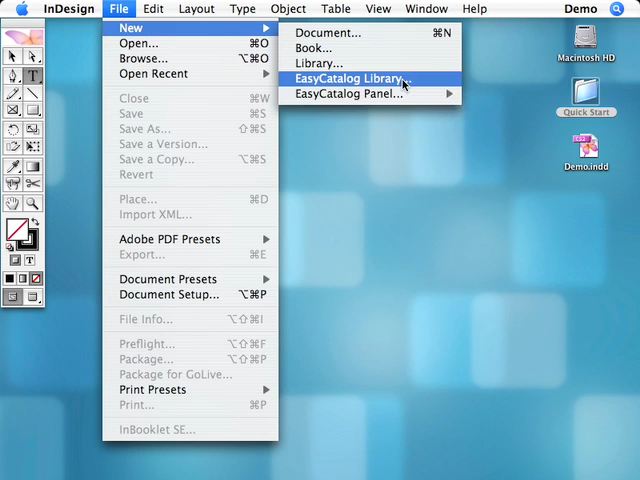 InDesign File Edit Layout Type Object Table View Window Help Demo
New
Open... ⌘O
Browse... ⌥⌘O
Open Recent
Close ⌘W
Save ⌘S
Save As... ⇧⌘S
Save a Version...
Save a Copy... ⌥⌘S
Revert
Place... ⌘D
Import XML...
Adobe PDF Presets
Export... ⌘E
Document Presets
Document Setup... ⌥⌘P
File Info... ⌥⇧⌘I
Preflight... ⌥⇧⌘F
Package... ⌥⇧⌘P
Package for GoLive...
Print Presets
Print... ⌘P
InBooklet SE...
Document... ⌘N
Book...
Library...
EasyCatalog Library...
EasyCatalog Panel...
Macintosh HD
Quick Start
CS2
Demo.indd
T
T